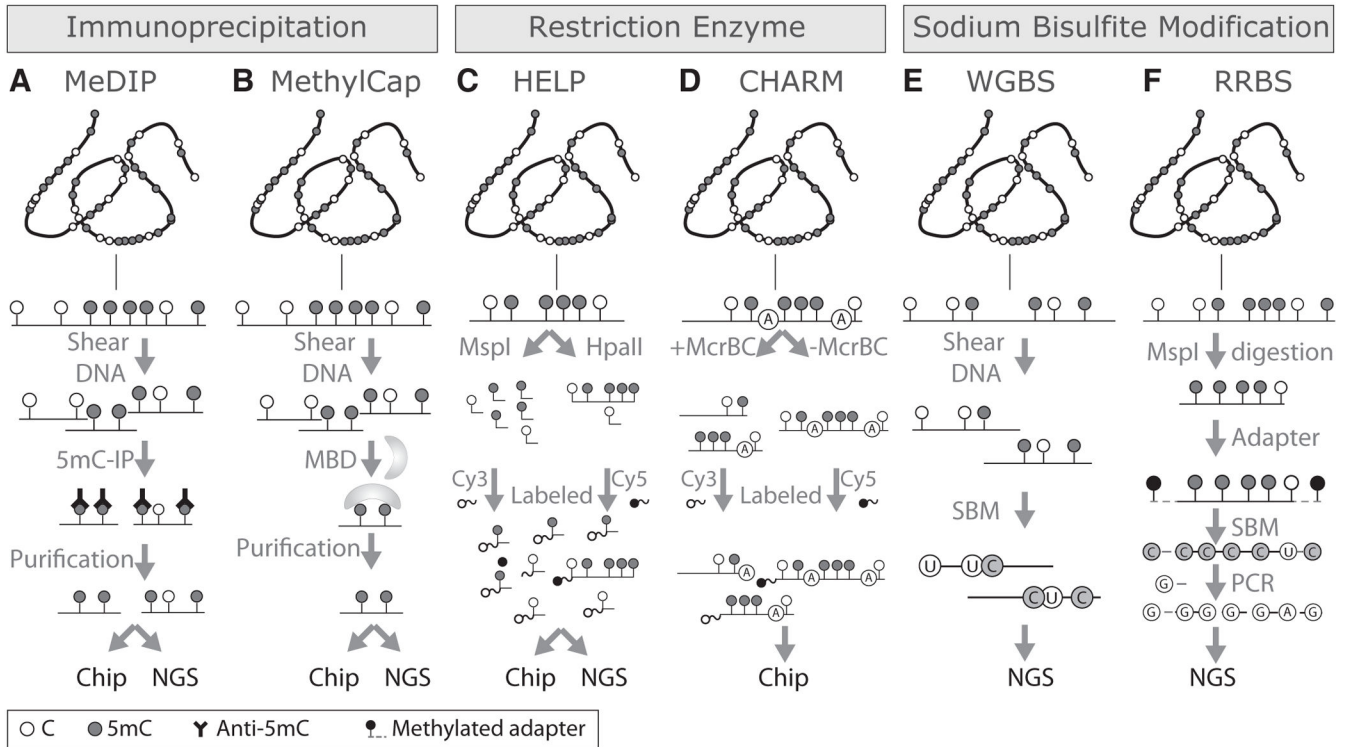 Immunoprecipitation
Restriction Enzyme
Sodium Bisulfite Modification
A MeDIP
B MethylCap
C HELP
D CHARM
E WGBS
F RRBS
Shear
DNA
5mC-IP
Purification
Chip NGS
Shear
DNA
MBD
Purification
Chip NGS
MspI HpaII
Cy3 Labeled Cy5
Chip NGS
A A
+McrBC -McrBC
A A
A
Cy3 Labeled Cy5
A A A
A
Chip
Shear
DNA
SBM
U U C
C U C
NGS
MspI digestion
Adapter
SBM
C - C C C C U C
G - PCR
G - G G G - G - A - G
NGS
C 5mC Anti-5mC Methylated adapter